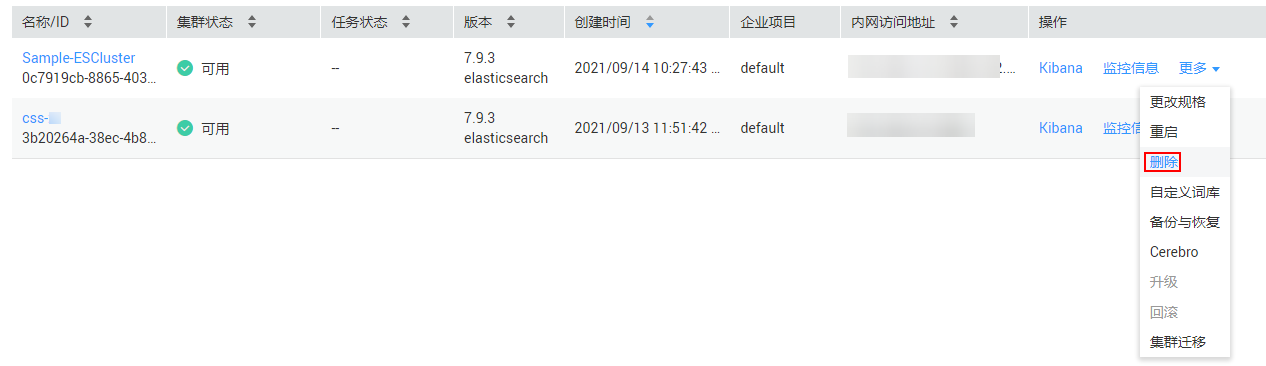 名称/ID 集群状态 任务状态 版本 创建时间 企业项目 内网访问地址 操作
Sample-ESCluster
0c7919cb-8865-403...
可用
--
7.9.3
elasticsearch
2021/09/14 10:27:43 ...
default
Kibana 监控信息 更多
css-
3b20264a-38ec-4b8...
可用
--
7.9.3
elasticsearch
2021/09/13 11:51:42 ...
default
Kibana 监控信
更改规格
重启
删除
自定义词库
备份与恢复
Cerebro
升级
回滚
集群迁移